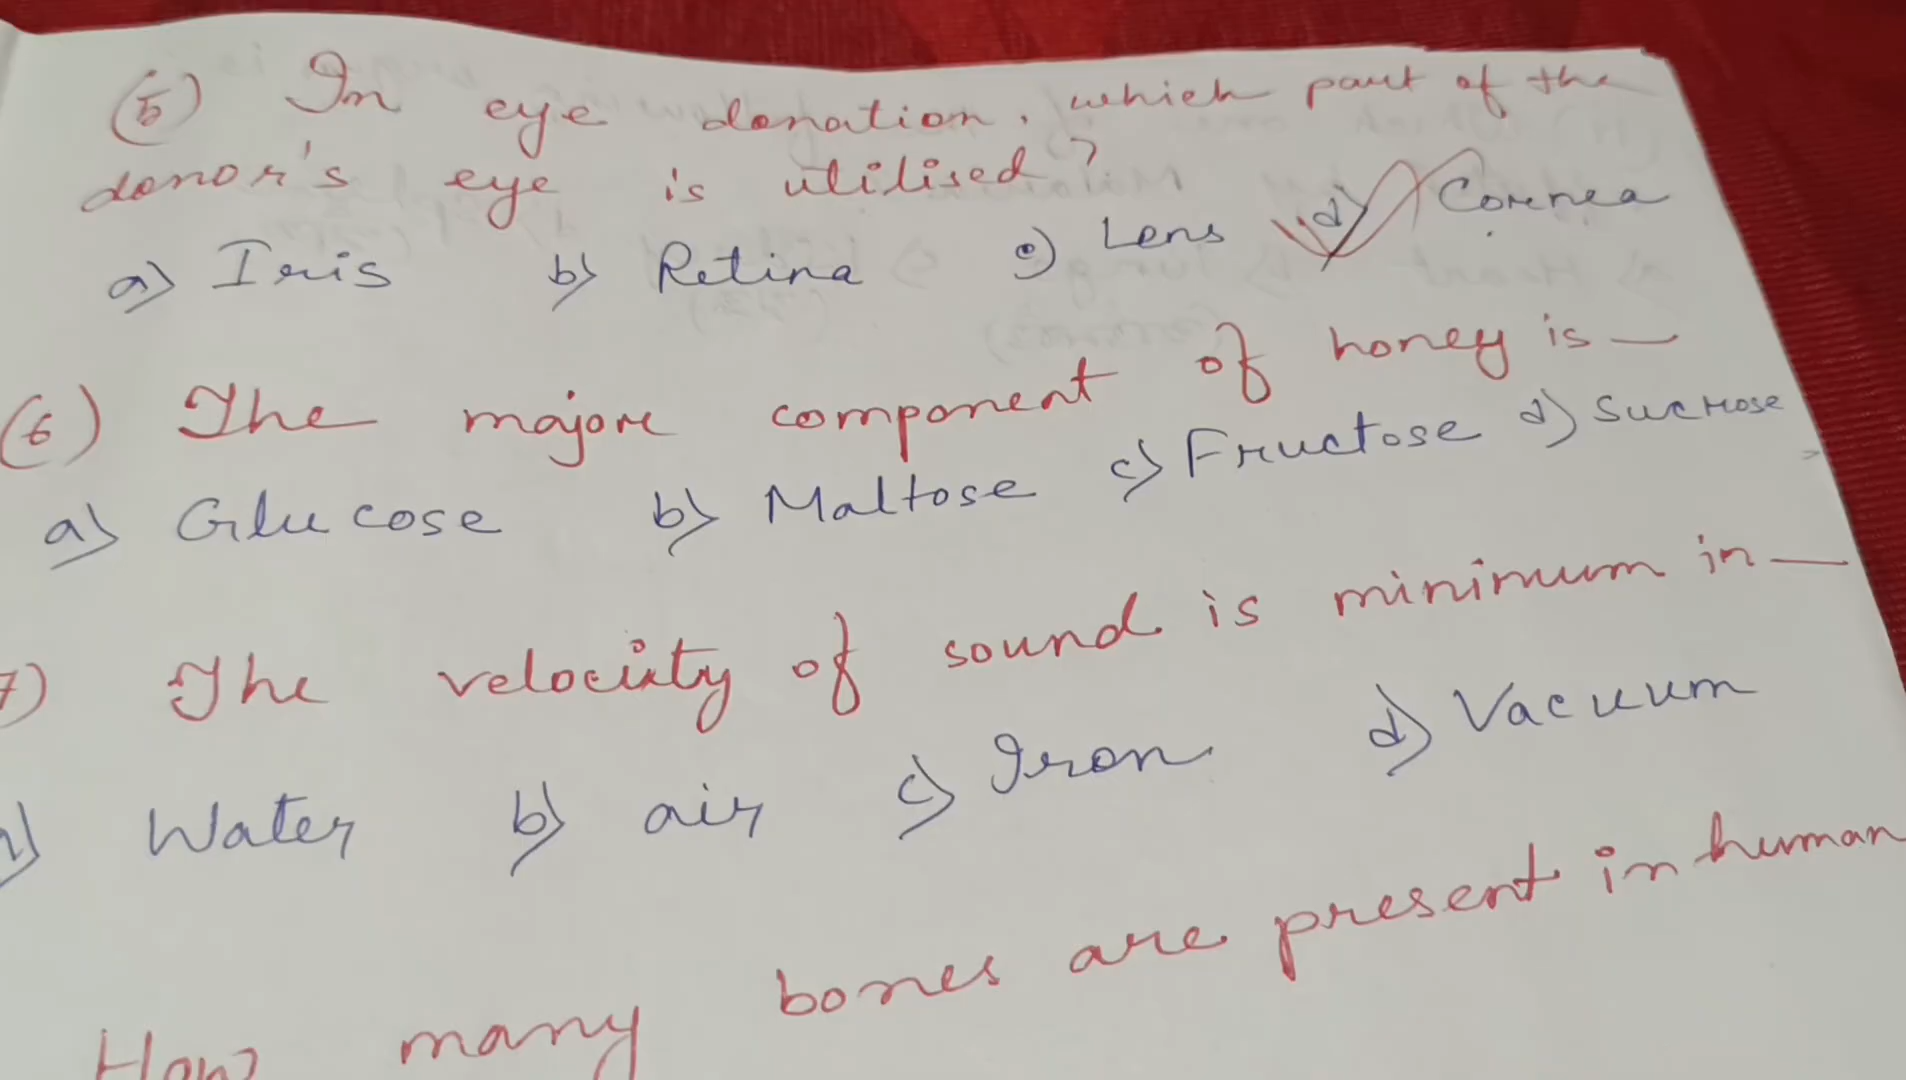 (5) In eye donation, which part of the
donor's eye is utilised?
a) Iris b) Retina c) Lens d) Cornea
(6) The major component of honey is —
a) Glucose b) Maltose c) Fructose d) Sucrose
7) The velocity of sound is minimum in —
a) Water b) air c) Iron d) Vacuum
How many bones are present in human